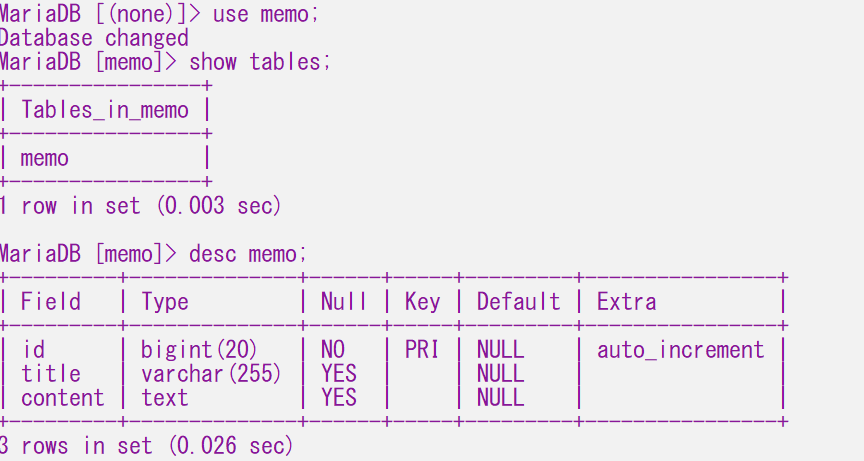 MariaDB [(none)]> use memo;
Database changed
MariaDB [memo]> show tables;
+----------------+
| Tables_in_memo |
+----------------+
| memo           |
+----------------+
1 row in set (0.003 sec)

MariaDB [memo]> desc memo;
+---------+--------------+------+-----+---------+----------------+
| Field   | Type         | Null | Key | Default | Extra          |
+---------+--------------+------+-----+---------+----------------+
| id      | bigint(20)   | NO   | PRI | NULL    | auto_increment |
| title   | varchar(255) | YES  |     | NULL    |                |
| content | text         | YES  |     | NULL    |                |
+---------+--------------+------+-----+---------+----------------+
3 rows in set (0.026 sec)